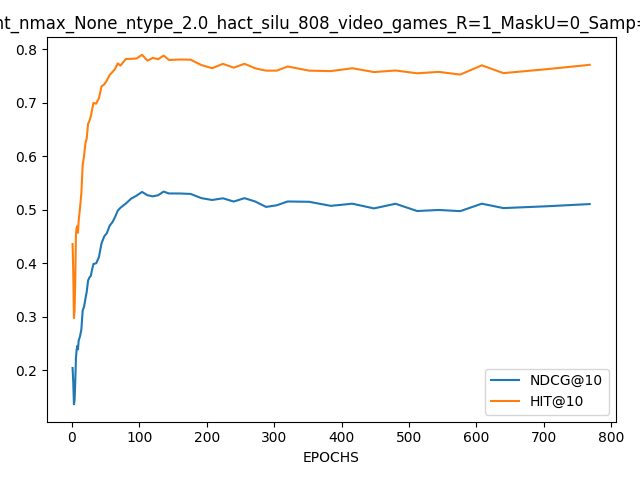 nt_nmax_None_ntype_2.0_hact_silu_808_video_games_R=1_MaskU=0_Samp=
0.8
0.7
0.6
0.5
0.4
0.3
0.2
NDCG@10
HIT@10
0 100 200 300 400 500 600 700 800
EPOCHS